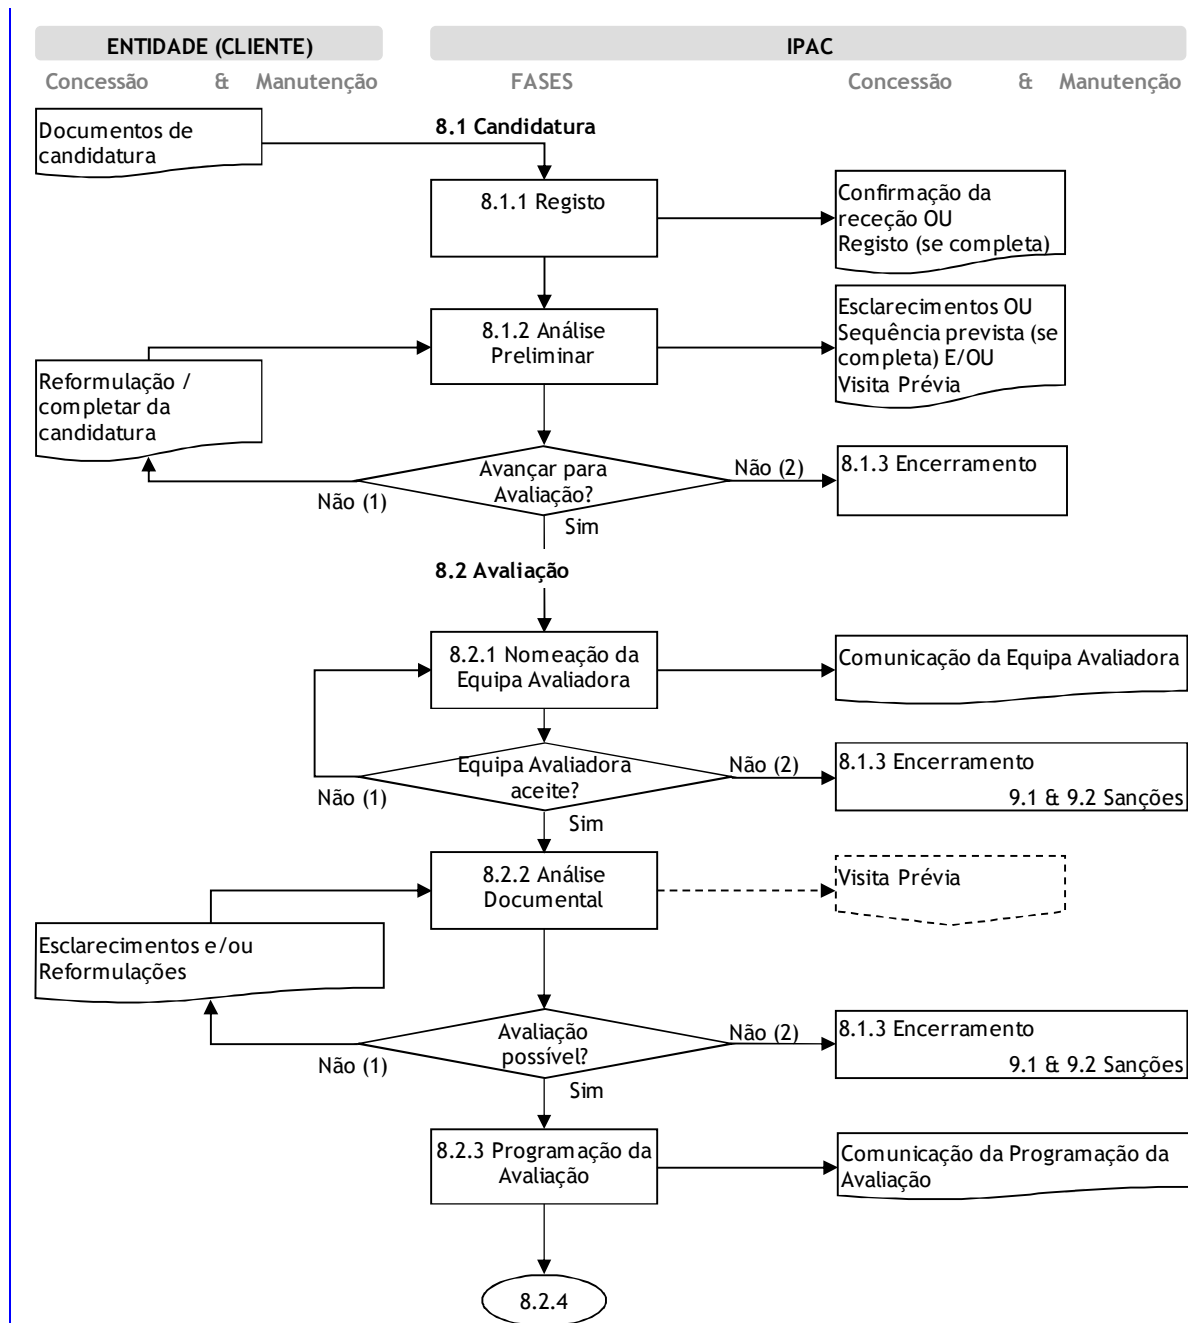 ENTIDADE (CLIENTE)
IPAC
Concessão & Manutenção
FASES
Concessão & Manutenção
Documentos de
candidatura
8.1 Candidatura
8.1.1 Registo
Confirmação da
receção OU
Registo (se completa)
8.1.2 Análise
Preliminar
Esclarecimentos OU
Sequência prevista (se
completa) E/OU
Visita Prévia
Reformulação /
completar da
candidatura
Avançar para
Avaliação?
Não (1)
Não (2)
8.1.3 Encerramento
Sim
8.2 Avaliação
8.2.1 Nomeação da
Equipa Avaliadora
Comunicação da Equipa Avaliadora
Equipa Avaliadora
aceite?
Não (1)
Não (2)
8.1.3 Encerramento
9.1 & 9.2 Sanções
Sim
8.2.2 Análise
Documental
Visita Prévia
Esclarecimentos e/ou
Reformulações
Avaliação
possível?
Não (1)
Não (2)
8.1.3 Encerramento
9.1 & 9.2 Sanções
Sim
8.2.3 Programação da
Avaliação
Comunicação da Programação da
Avaliação
8.2.4